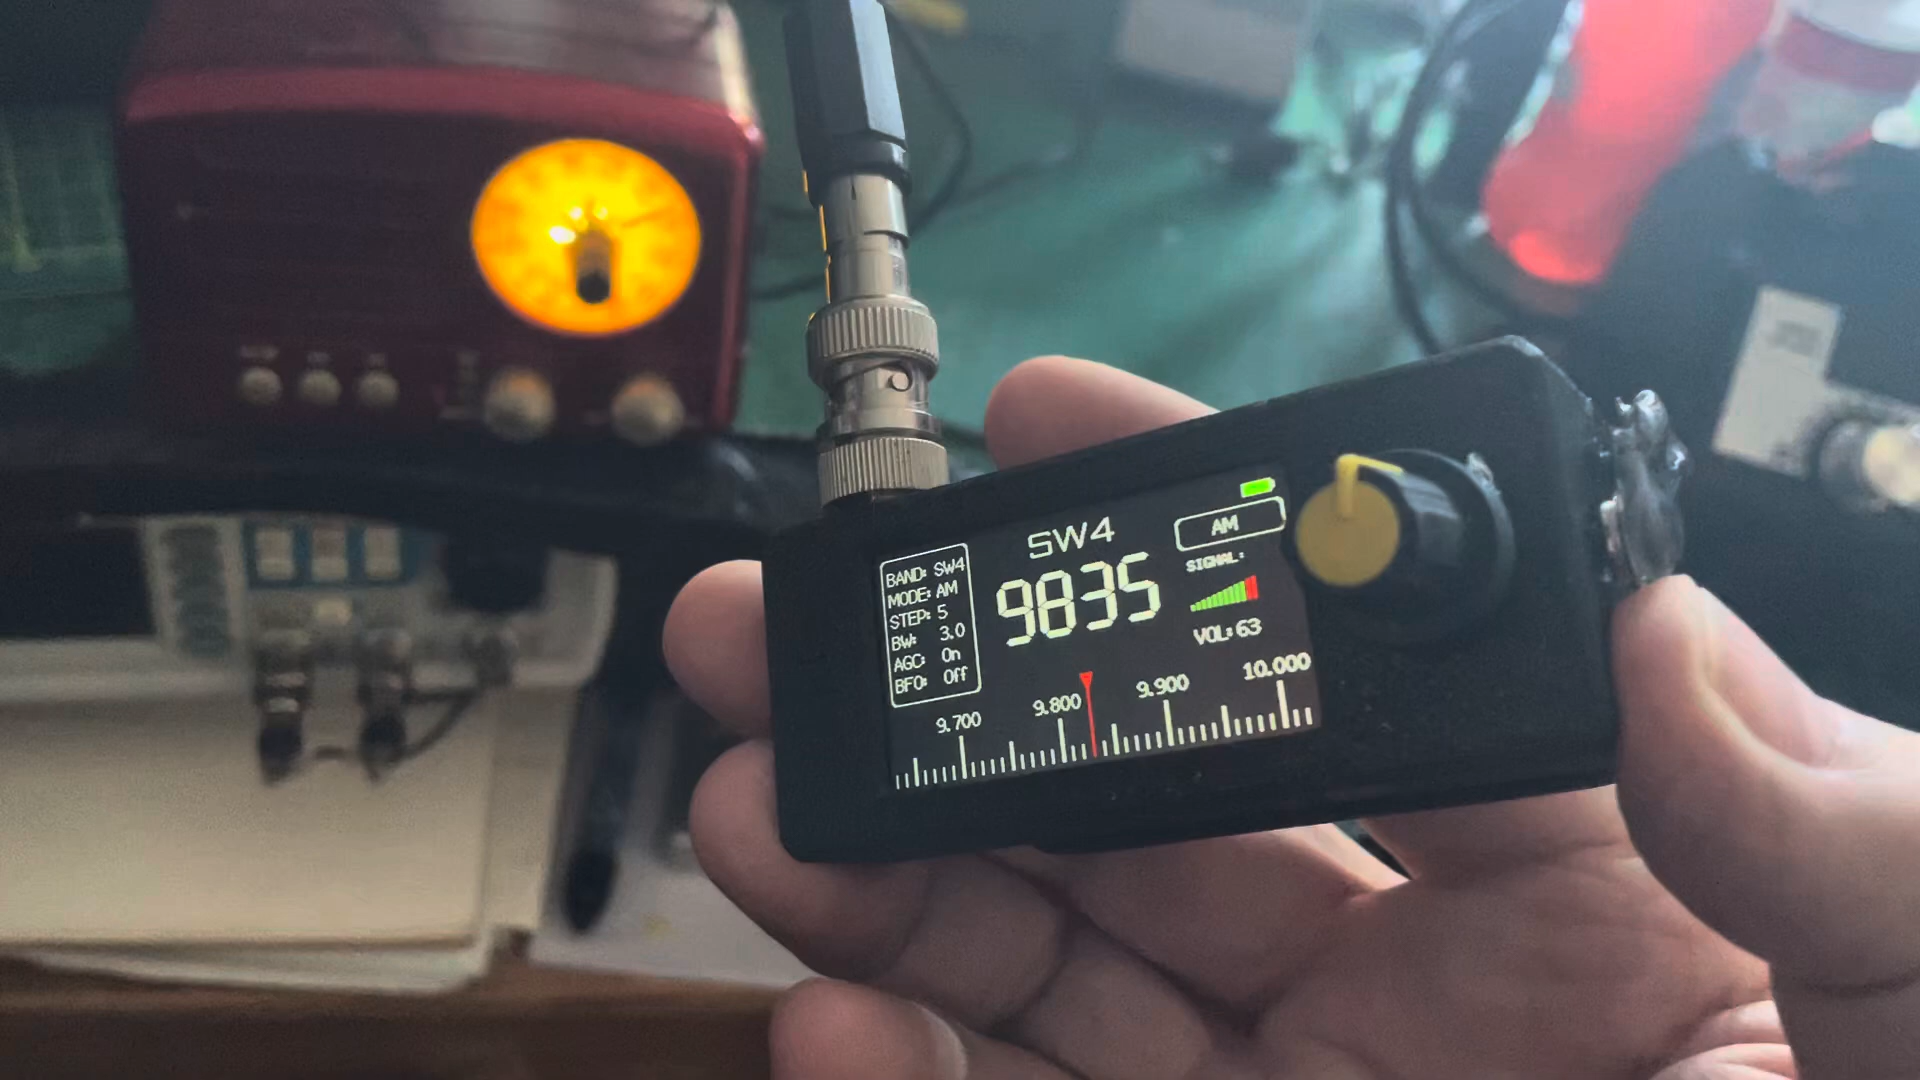 SW4
AM
SIGNAL:
VOL: 63
9835
BAND: SW4
MODE: AM
STEP: 5
BW: 3.0
AGC: On
BFO: Off
9.700
9.800
9.900
10.000